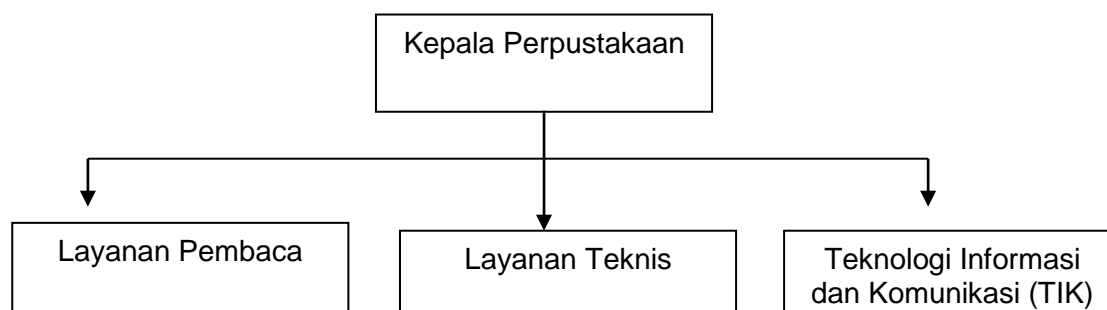 Kepala Perpustakaan
Layanan Pembaca
Layanan Teknis
Teknologi Informasi
dan Komunikasi (TIK)